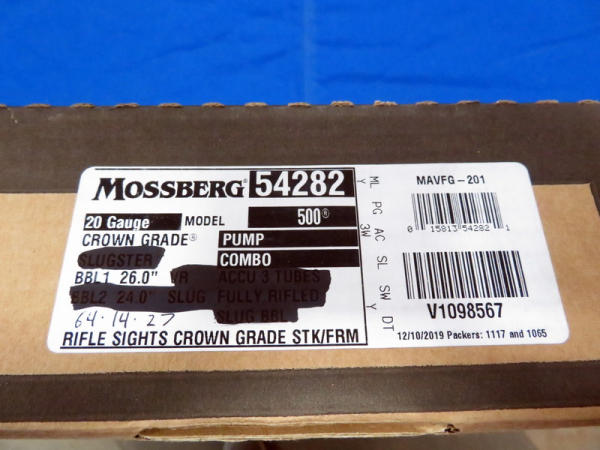 MOSSBERG® 54282
20 Gauge MODEL 500®
CROWN GRADE® PUMP
SLUGSTER COMBO
BBL1 26.0" VR ACCU 3 TUBES
BBL2 24.0" SLUG FULLY RIFLED
64.14.27 SLUG BBL
RIFLE SIGHTS CROWN GRADE STK/FRM
ML PG AC SL SW DT
Y 3W Y
MAVFG-201
0 15813 54282 1
V1098567
12/10/2019 Packers: 1117 and 1065